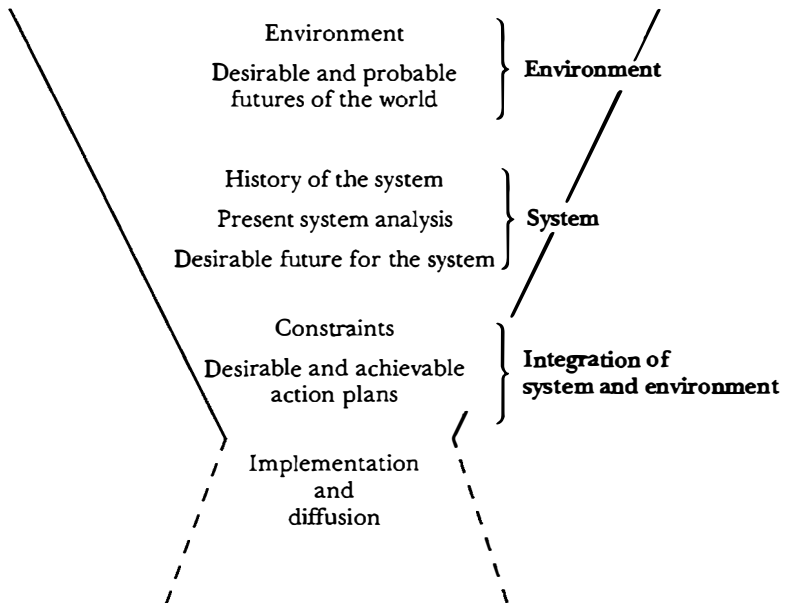 Environment
Desirable and probable
futures of the world
Environment
History of the system
Present system analysis
Desirable future for the system
System
Constraints
Desirable and achievable
action plans
Integration of
system and environment
Implementation
and
diffusion